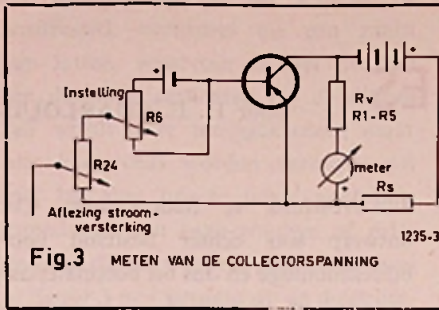 +
+
Instelling
R6
Rv
R1-R5
R24
meter
+
Rs
Aflezing stroom-
versterking
1235-3
Fig.3 METEN VAN DE COLLECTORSPANNING